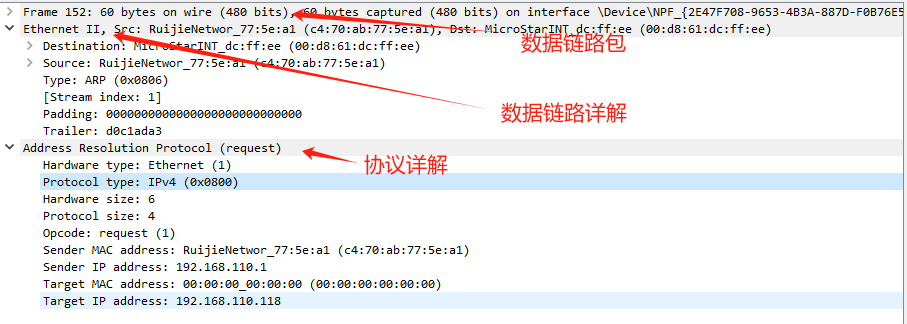 Frame 152: 60 bytes on wire (480 bits), 60 bytes captured (480 bits) on interface \Device\NPF_{2E47F708-9653-4B3A-887D-F0B76E5
Ethernet II, Src: RuijieNetwor_77:5e:a1 (c4:70:ab:77:5e:a1), Dst: MicroStarINT_dc:ff:ee (00:d8:61:dc:ff:ee)
数据链路包
Destination: MicroStarINT_dc:ff:ee (00:d8:61:dc:ff:ee)
Source: RuijieNetwor_77:5e:a1 (c4:70:ab:77:5e:a1)
Type: ARP (0x0806)
[Stream index: 1]
数据链路详解
Padding: 0000000000000000000000000000
Trailer: d0c1ada3
Address Resolution Protocol (request)
协议详解
Hardware type: Ethernet (1)
Protocol type: IPv4 (0x0800)
Hardware size: 6
Protocol size: 4
Opcode: request (1)
Sender MAC address: RuijieNetwor_77:5e:a1 (c4:70:ab:77:5e:a1)
Sender IP address: 192.168.110.1
Target MAC address: 00:00:00_00:00:00 (00:00:00:00:00:00)
Target IP address: 192.168.110.118